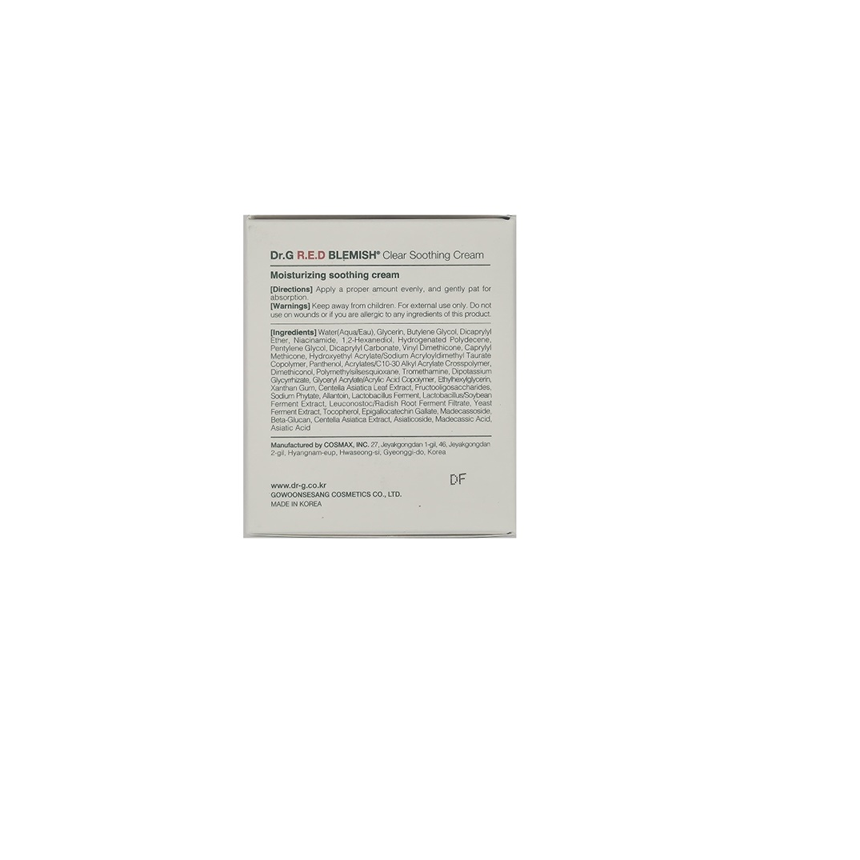 Dr.G R.E.D BLEMISH® Clear Soothing Cream
Moisturizing soothing cream
[Directions] Apply a proper amount evenly, and gently pat for
absorption.
[Warnings] Keep away from children. For external use only. Do not
use on wounds or if you are allergic to any ingredients of this product.
[Ingredients] Water(Aqua/Eau), Glycerin, Butylene Glycol, Dicaprylyl
Ether, Niacinamide, 1,2-Hexanediol, Hydrogenated Polydecene,
Pentylene Glycol, Dicaprylyl Carbonate, Vinyl Dimethicone, Caprylyl
Methicone, Hydroxyethyl Acrylate/Sodium Acryloyldimethyl Taurate
Copolymer, Panthenol, Acrylates/C10-30 Alkyl Acrylate Crosspolymer,
Dimethiconol, Polymethylsilsesquioxane, Tromethamine, Dipotassium
Glycyrrhizate, Glyceryl Acrylate/Acrylic Acid Copolymer, Ethylhexylglycerin,
Xanthan Gum, Centella Asiatica Leaf Extract, Fructooligosaccharides,
Sodium Phytate, Allantoin, Lactobacillus Ferment, Lactobacillus/Soybean
Ferment Extract, Leuconostoc/Radish Root Ferment Filtrate, Yeast
Ferment Extract, Tocopherol, Epigallocatechin Gallate, Madecassoside,
Beta-Glucan, Centella Asiatica Extract, Asiaticoside, Madecassic Acid,
Asiatic Acid
Manufactured by COSMAX, INC. 27, Jeyakgongdan 1-gil, 46, Jeyakgongdan
2-gil, Hyangnam-eup, Hwaseong-si, Gyeonggi-do, Korea
DF
www.dr-g.co.kr
GOWOONSESANG COSMETICS CO., LTD.
MADE IN KOREA